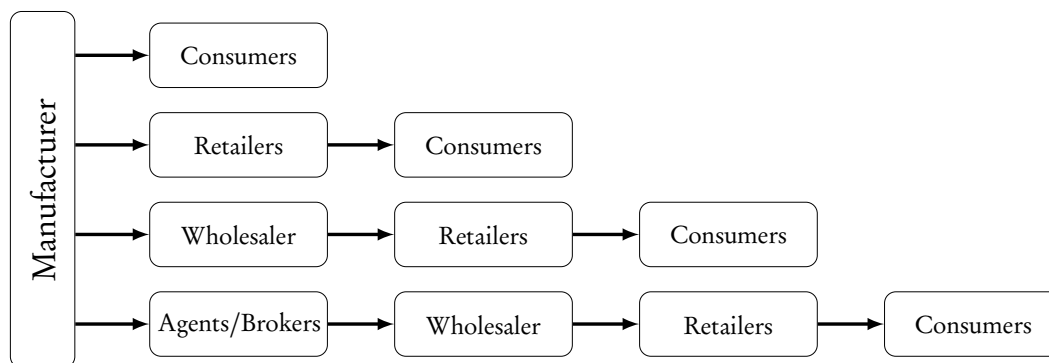 Manufacturer
Consumers
Retailers Consumers
Wholesaler Retailers Consumers
Agents/Brokers Wholesaler Retailers Consumers